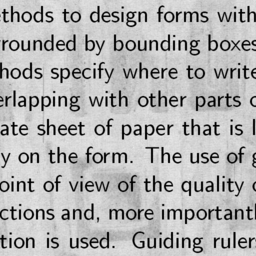 ethods to design forms with
rounded by bounding boxes
hods specify where to write
erlapping with other parts o
ate sheet of paper that is l
y on the form. The use of g
oint of view of the quality o
ctions and, more importantl
tion is used. Guiding rulers